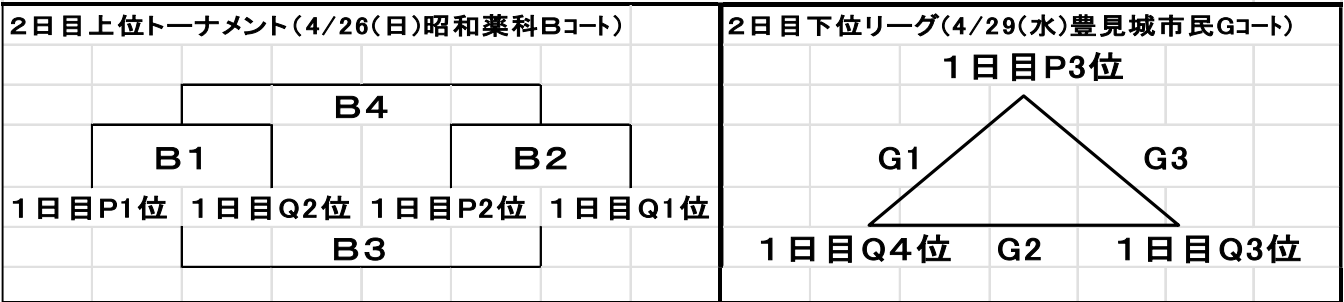 2日目上位トーナメント(4/26(日)昭和薬科Bコート)
B4
B1
B2
1日目P1位
1日目Q2位
1日目P2位
1日目Q1位
B3
2日目下位リーグ(4/29(水)豊見城市民Gコート)
1日目P3位
G1
G3
1日目Q4位
G2
1日目Q3位